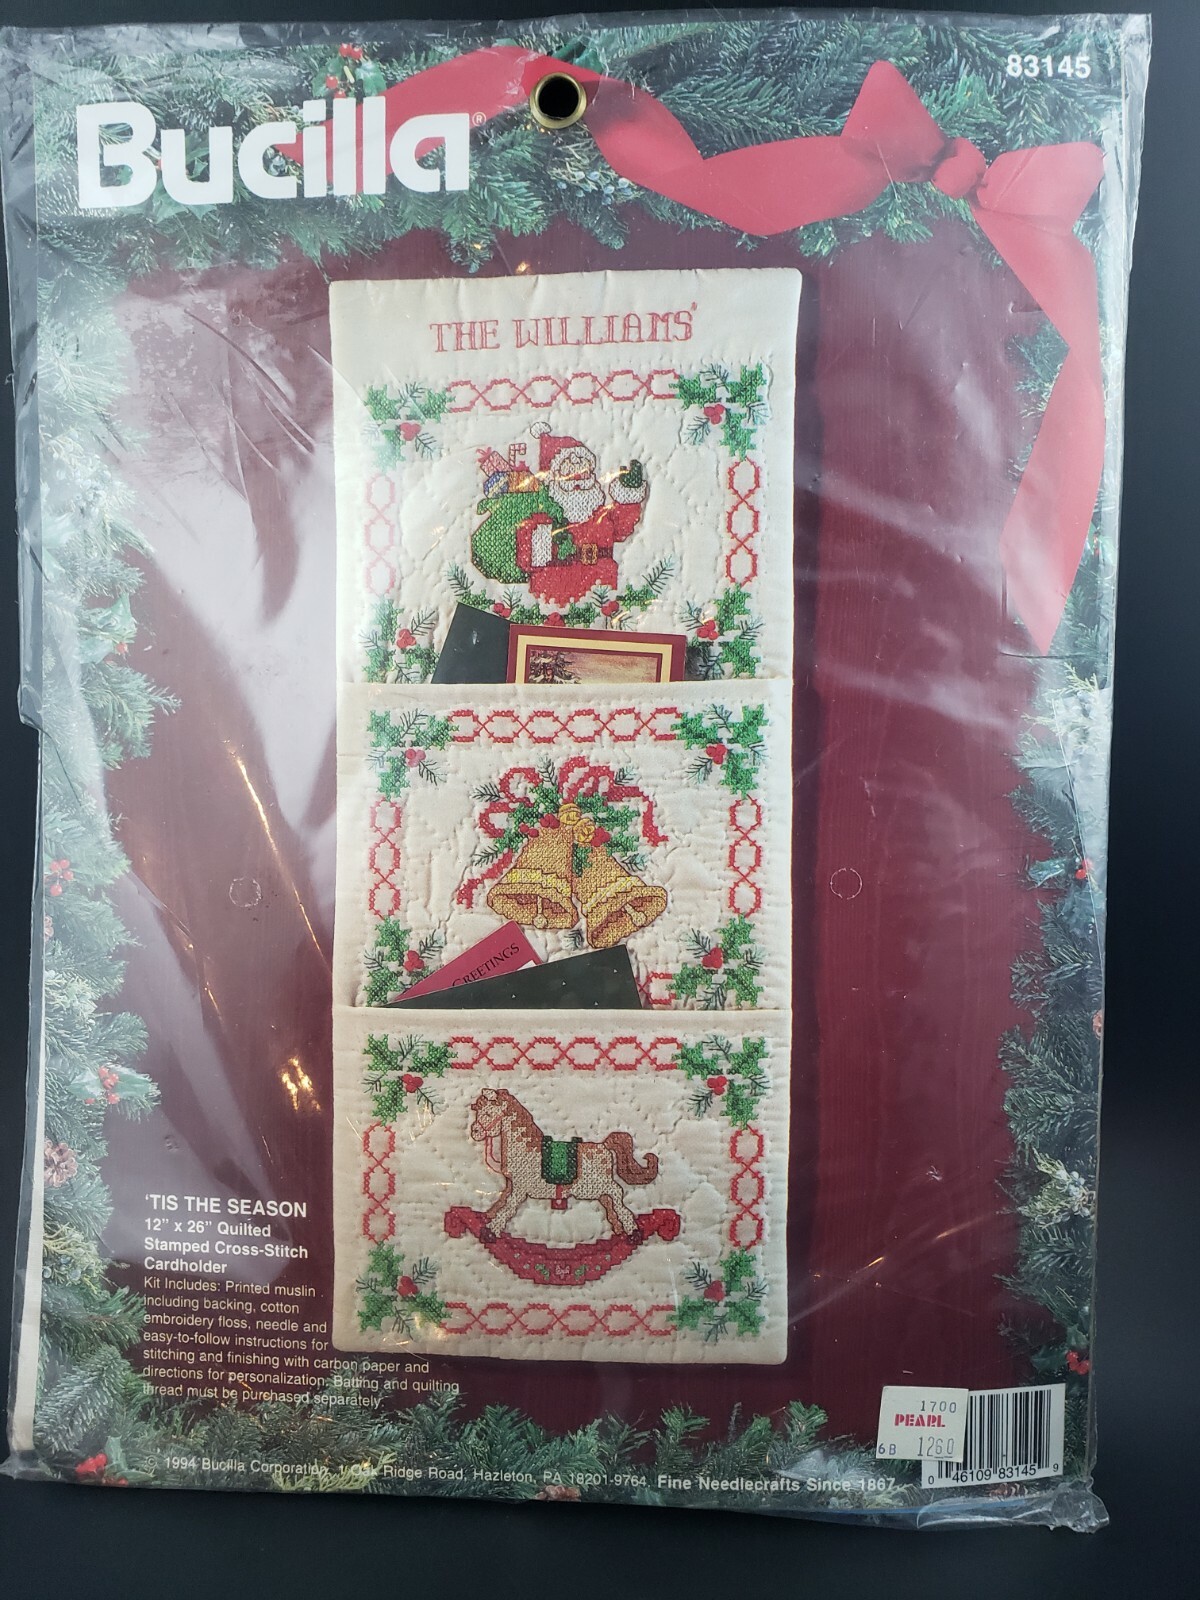 83145
Bucilla®
THE WILLIAMS'
GREETINGS
'TIS THE SEASON
12" x 26" Quilted
Stamped Cross-Stitch
Cardholder
Kit Includes: Printed muslin
including backing, cotton
embroidery floss, needle and
easy-to-follow instructions for
stitching and finishing with carbon paper and
directions for personalization. Batting and quilting
thread must be purchased separately.
1700
PEARL
6B 1260
0 46109 83145 9
© 1994 Bucilla Corporation, 1 Oak Ridge Road, Hazleton, PA 18201-9764. Fine Needlecrafts Since 1867.